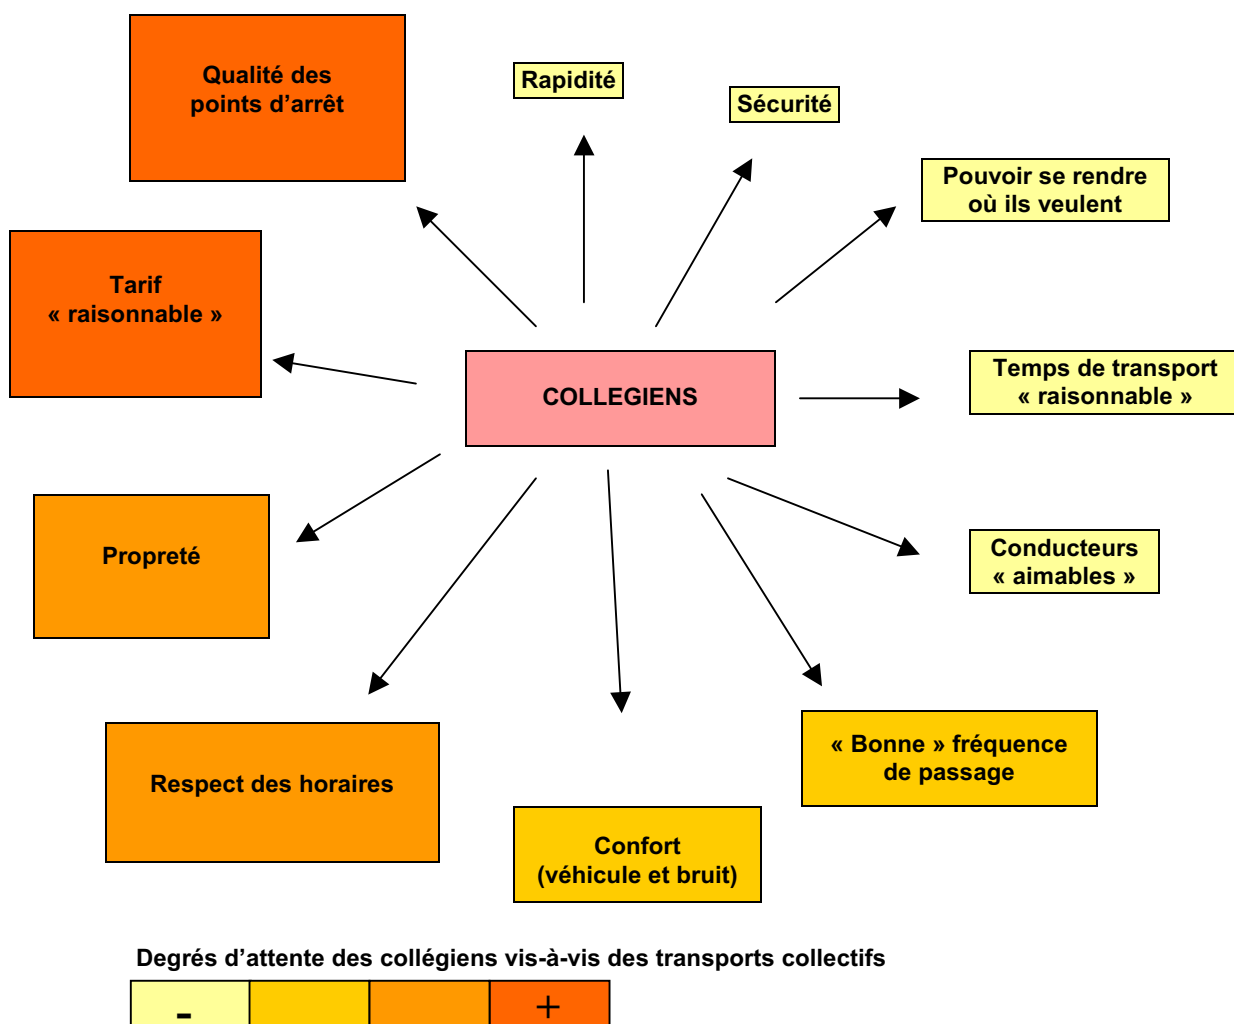 Qualité des
points d’arrêt
Rapidité
Sécurité
Pouvoir se rendre
où ils veulent
Tarif
« raisonnable »
COLLEGIENS
Temps de transport
« raisonnable »
Propreté
Conducteurs
« aimables »
Respect des horaires
« Bonne » fréquence
de passage
Confort
(véhicule et bruit)
Degrés d’attente des collégiens vis-à-vis des transports collectifs
- +